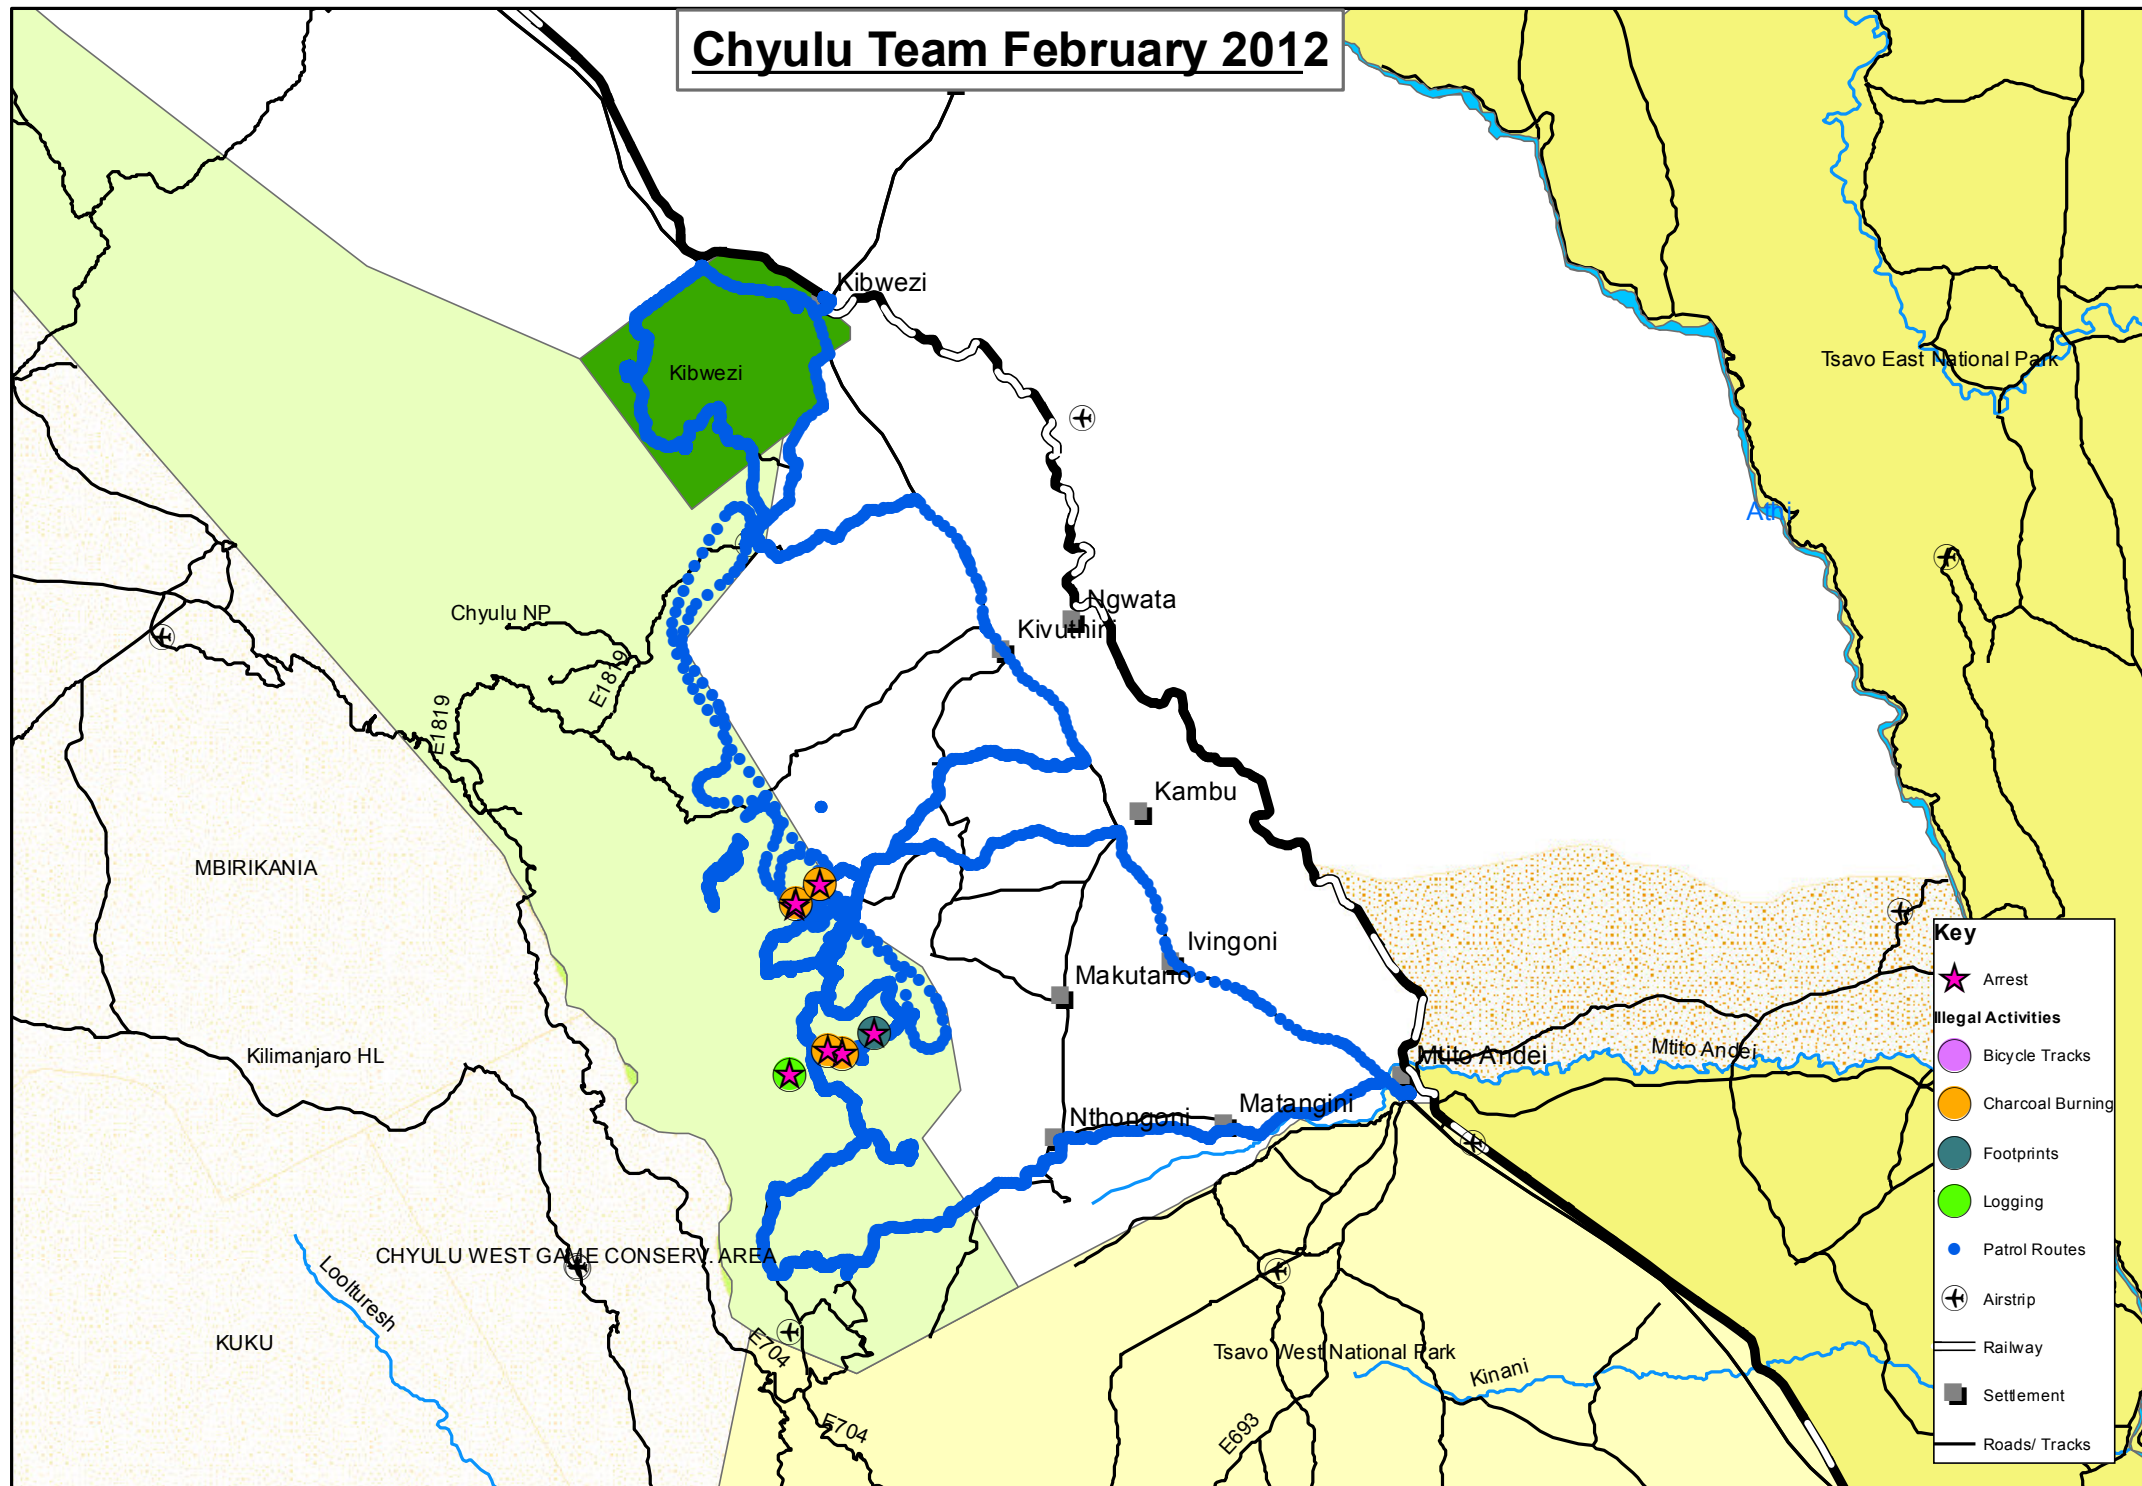 Chyulu Team February 2012
Kibwezi
Kibwezi
Tsavo East National Park
Athi
Ngwata
Chyulu NP
Kivuthiri
E1819
E1819
Kambu
MBIRIKANIA
Ivingoni
Makutano
Kilimanjaro HL
Mtito Andei
Mtito Andei
Nthongoni
Matangini
CHYULU WEST GAME CONSERV. AREA
Loolturesh
KUKU
E704
Tsavo West National Park
Kinani
E704
E693
Key
Arrest
Illegal Activities
Bicycle Tracks
Charcoal Burning
Footprints
Logging
Patrol Routes
Airstrip
Railway
Settlement
Roads/ Tracks